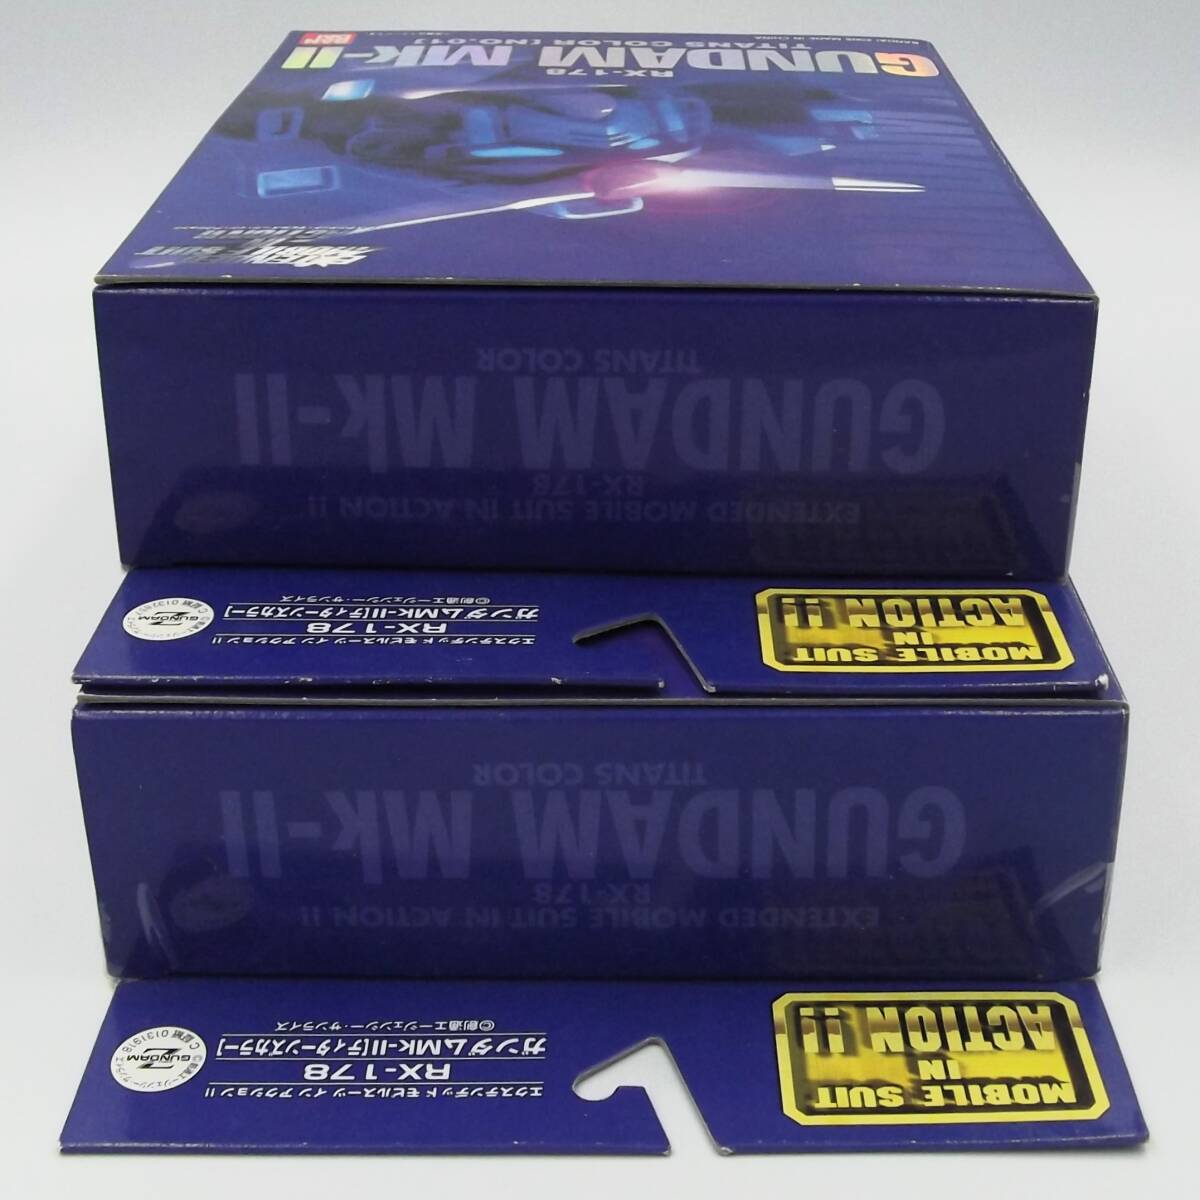 RX-178
GUNDAM Mk-II
TITANS COLOR [NO.01]
EXTENDED MOBILE SUIT IN ACTION !!
RX-178
GUNDAM Mk-II
TITANS COLOR
MOBILE SUIT
IN
ACTION !!
エクステンデッド モビルスーツ イン アクション !!
RX-178
ガンダムMK-II[ティターンズカラー]
©創通エージェンシー・サンライズ
Z
GUNDAM
EXTENDED MOBILE SUIT IN ACTION !!
RX-178
GUNDAM Mk-II
TITANS COLOR
MOBILE SUIT
IN
ACTION !!
エクステンデッド モビルスーツ イン アクション !!
RX-178
ガンダムMK-II[ティターンズカラー]
©創通エージェンシー・サンライズ
Z
GUNDAM